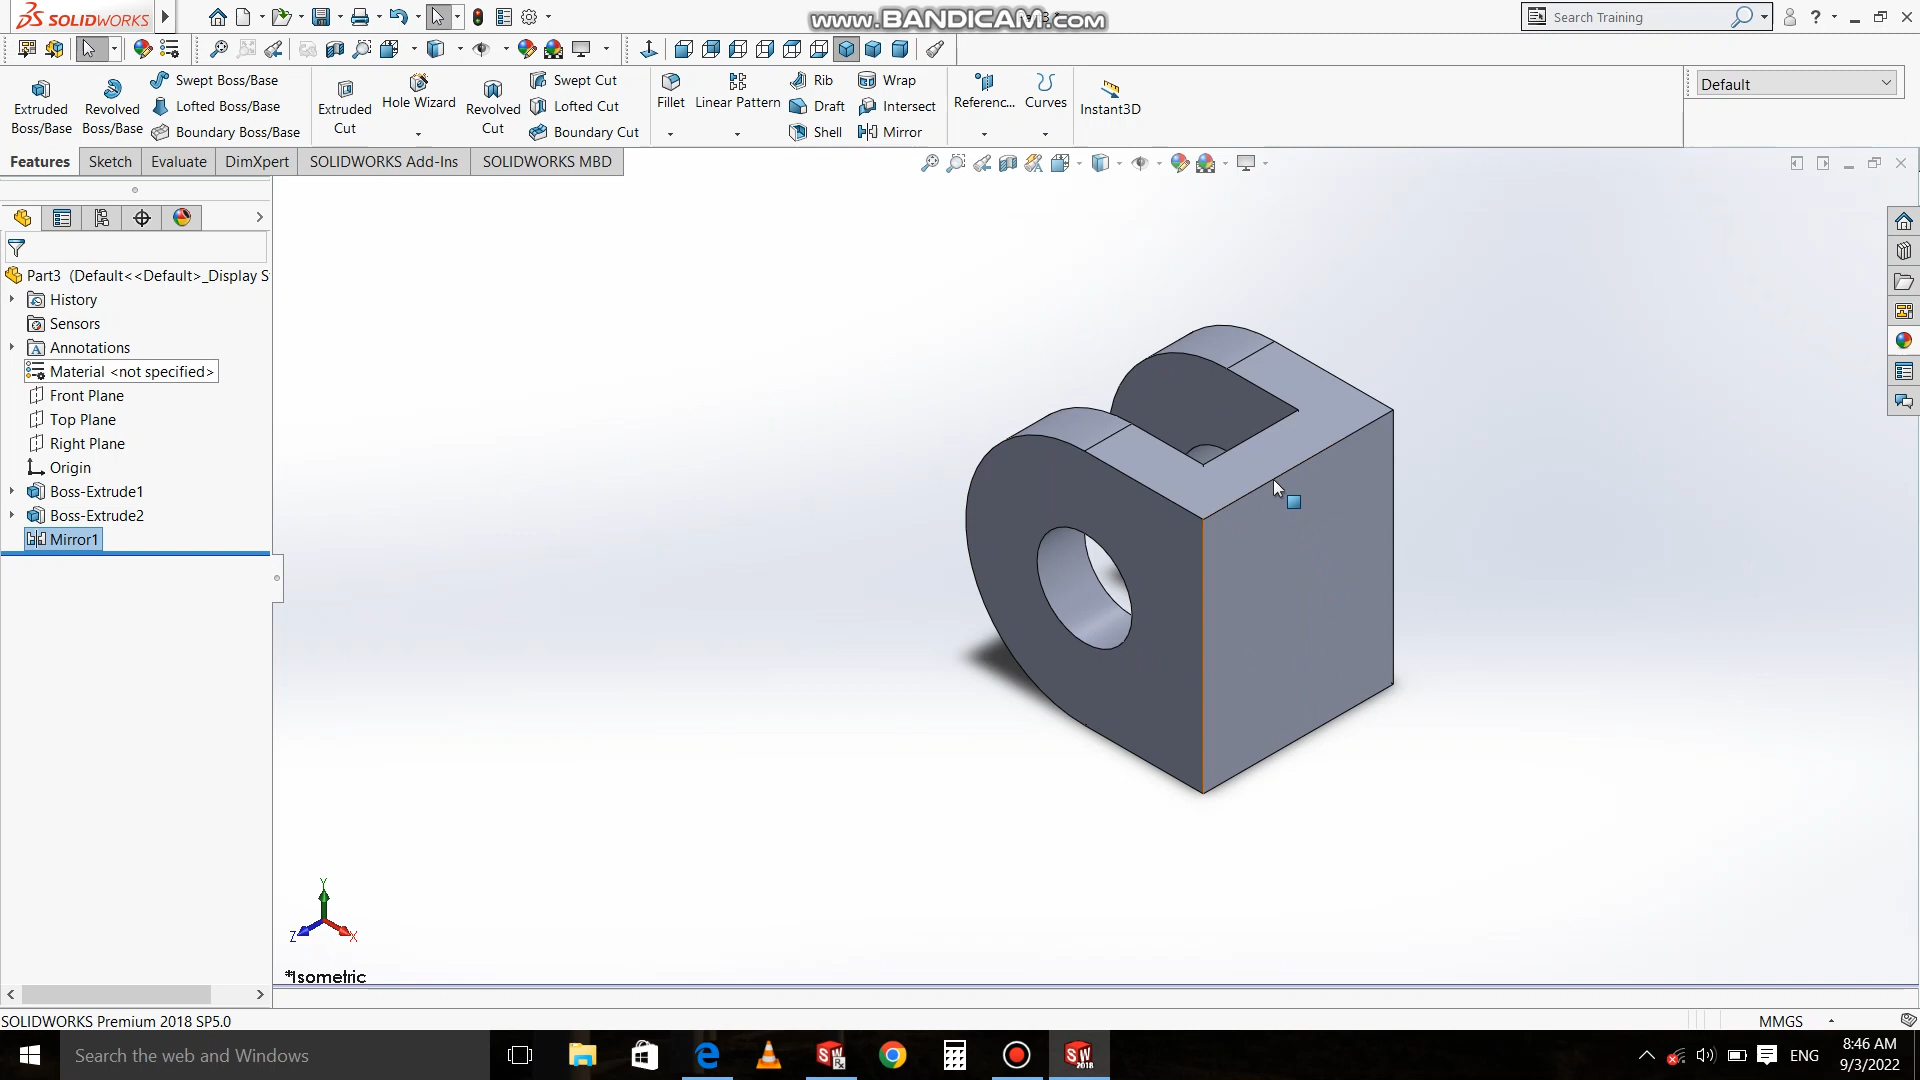 SOLIDWORKS
www.BANDICAM.com
Search Training
Extruded Boss/Base
Revolved Boss/Base
Swept Boss/Base
Lofted Boss/Base
Boundary Boss/Base
Extruded Cut
Hole Wizard
Revolved Cut
Swept Cut
Lofted Cut
Boundary Cut
Fillet
Linear Pattern
Rib
Draft
Shell
Wrap
Intersect
Mirror
Referenc...
Curves
Instant3D
Default
Features
Sketch
Evaluate
DimXpert
SOLIDWORKS Add-Ins
SOLIDWORKS MBD
Part3 (Default<<Default>_Display S
History
Sensors
Annotations
Material <not specified>
Front Plane
Top Plane
Right Plane
Origin
Boss-Extrude1
Boss-Extrude2
Mirror1
Y
Z
X
*Isometric
SOLIDWORKS Premium 2018 SP5.0
MMGS
Search the web and Windows
ENG
8:46 AM
9/3/2022